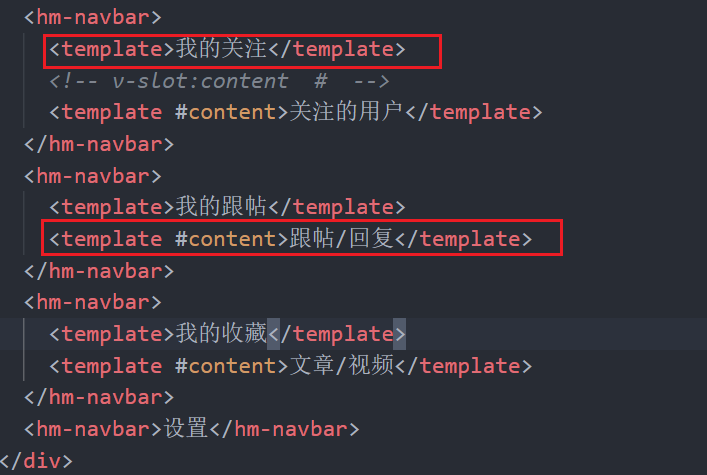 <hm-navbar>
<template>我的关注</template>
<!-- v-slot:content  #  -->
<template #content>关注的用户</template>
</hm-navbar>
<hm-navbar>
<template>我的跟帖</template>
<template #content>跟帖/回复</template>
</hm-navbar>
<hm-navbar>
<template>我的收藏</template>
<template #content>文章/视频</template>
</hm-navbar>
<hm-navbar>设置</hm-navbar>
</div>